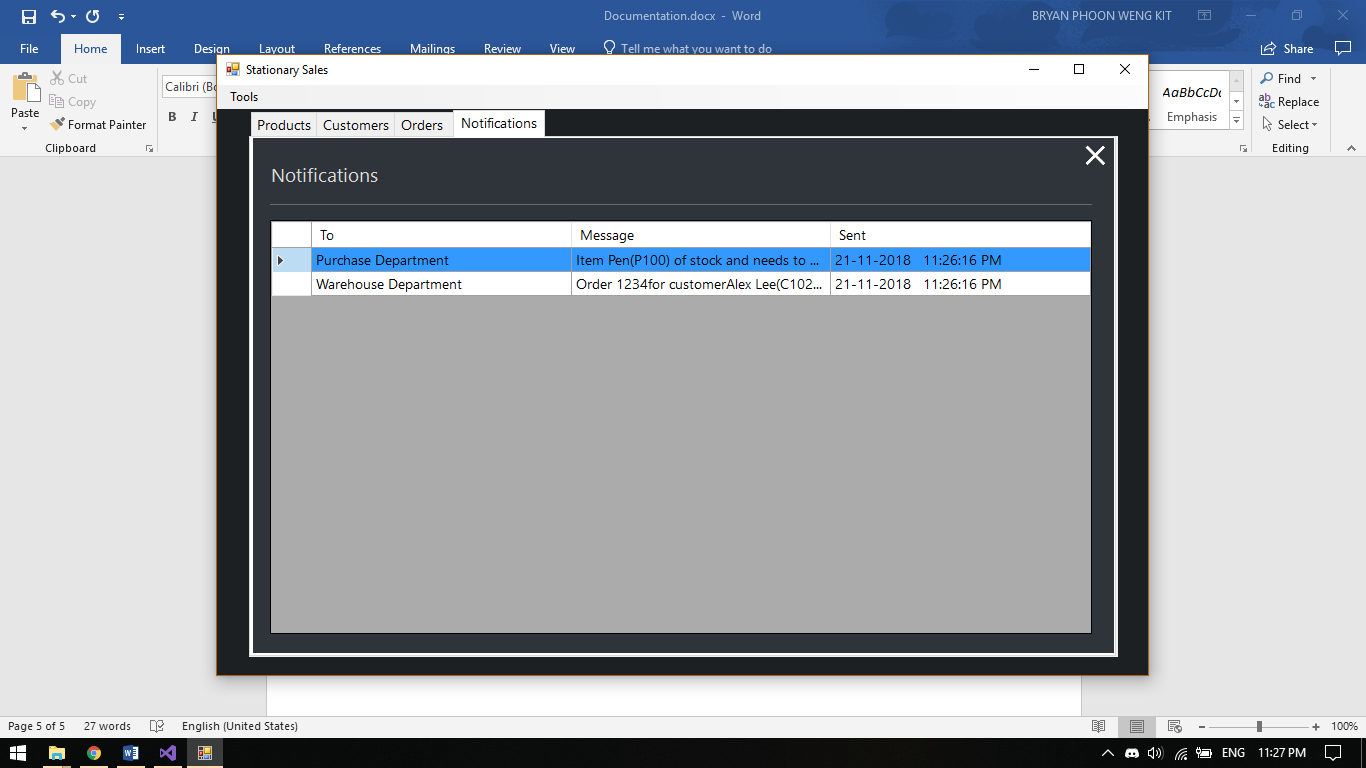 Documentation.docx - Word
BRYAN PHOON WENG KIT
File Home Insert Design Layout References Mailings Review View Tell me what you want to do Share
Stationary Sales
Tools
Products Customers Orders Notifications
Notifications
To Message Sent
Purchase Department Item Pen(P100) of stock and needs to ... 21-11-2018 11:26:16 PM
Warehouse Department Order 1234for customerAlex Lee(C102... 21-11-2018 11:26:16 PM
Paste
Cut
Copy
Format Painter
Clipboard
Calibri (Bo
B I U
AaBbCcDc
Emphasis
Find
Replace
Select
Editing
Page 5 of 5 27 words English (United States) 100%
ENG 11:27 PM